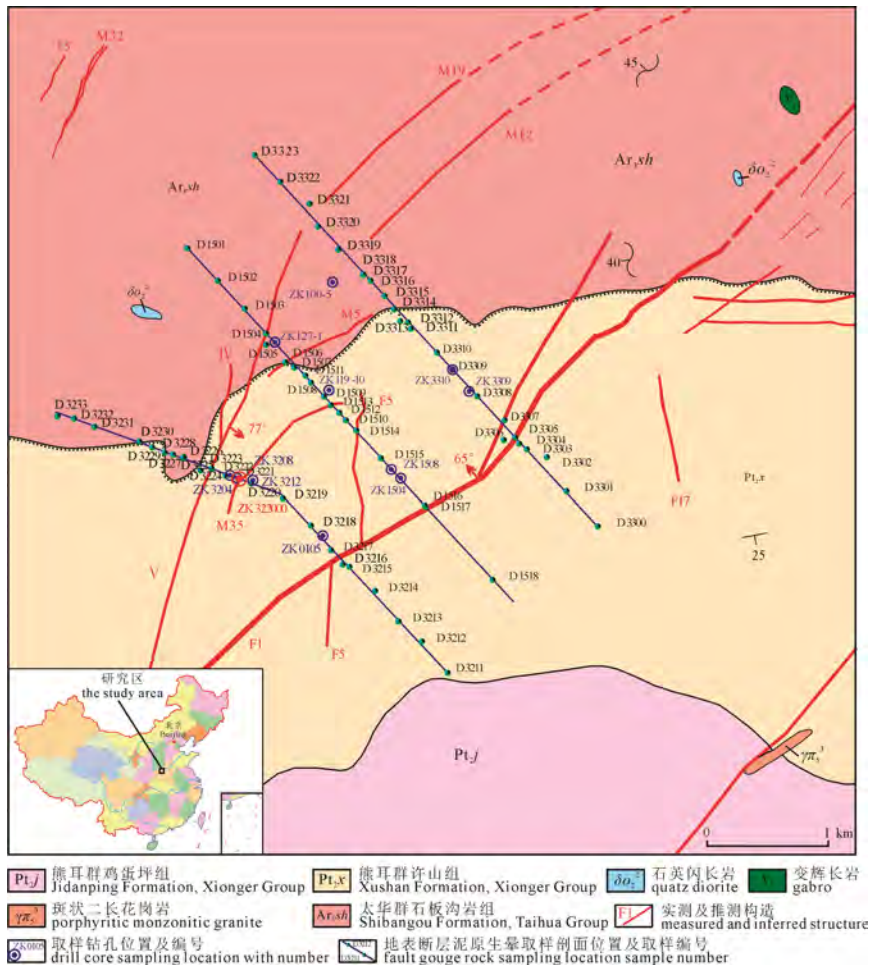 F5
M32
M19
M12
45
Ar₃sh
D3323
D3322
D3321
D3320
D3319
D3318
D3317
D3316
D3315
D3314
D3313
D3312
D3311
D3310
D3309
ZK3310
ZK3309
D3308
D3307
D3306
D3305
D3304
D3303
D3302
D3301
D3300
Ar₃sh
40
D1501
D1502
D1503
D1504
D1505
D1506
D1507
D1511
D1508
D1509
D1513
D1512
D1510
D1514
D1515
D1516
D1517
D1518
ZK100-5
ZK127-1
ZK119-10
ZK1508
ZK1504
M5
F5
IV
77°
65°
F17
Pt₂x
25
D3233
D3232
D3231
D3230
D3229
D3228
D3227
D3223
D3221
D3220
D3219
D3218
D3217
D3216
D3215
D3214
D3213
D3212
D3211
ZK3208
ZK3212
ZK3204
ZK323000
ZK0105
M35
V
F1
F5
Pt₂j
0 1 km
研究区
the study area
北京
Beijing
Pt₂j 熊耳群鸡蛋坪组
Jidanping Formation, Xionger Group
Pt₂x 熊耳群许山组
Xushan Formation, Xionger Group
石英闪长岩
quatz diorite
变辉长岩
gabro
斑状二长花岗岩
porphyritic monzonitic granite
Ar₃sh 太华群石板沟岩组
Shibangou Formation, Taihua Group
F1 实测及推测构造
measured and inferred structure
ZK0105 取样钻孔位置及编号
drill core sampling location with number
地表断层泥原生晕取样剖面位置及取样编号
fault gouge rock sampling location sample number